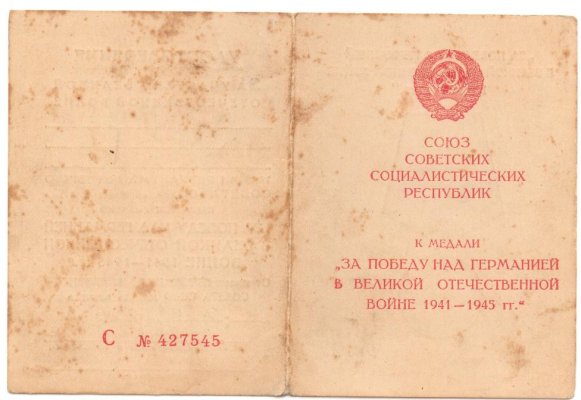 С № 427545
СОЮЗ
СОВЕТСКИХ
СОЦИАЛИСТИЧЕСКИХ
РЕСПУБЛИК
К МЕДАЛИ
„ЗА ПОБЕДУ НАД ГЕРМАНИЕЙ
В ВЕЛИКОЙ ОТЕЧЕСТВЕННОЙ
ВОЙНЕ 1941—1945 гг.“